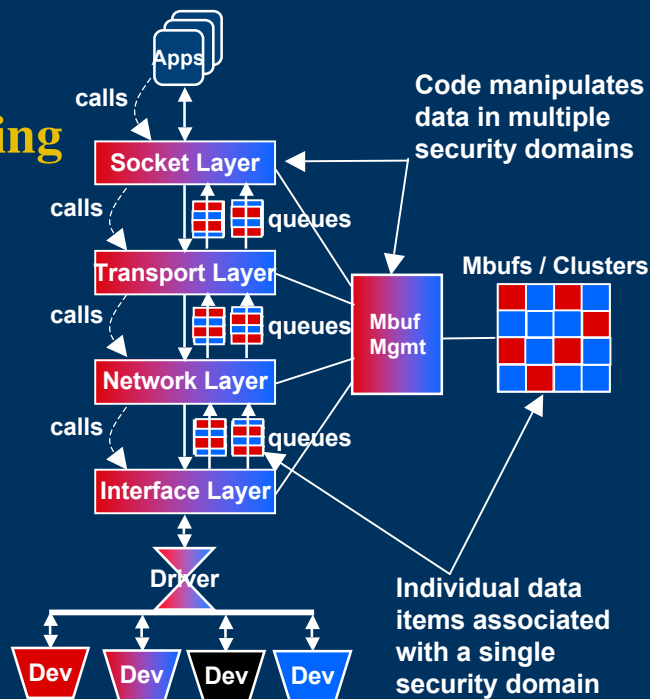 Apps
calls
ing
Code manipulates
data in multiple
security domains
Socket Layer
calls
queues
Transport Layer
Mbufs / Clusters
calls
queues
Mbuf
Mgmt
Network Layer
calls
queues
Interface Layer
Driver
Individual data
items associated
with a single
security domain
Dev
Dev
Dev
Dev